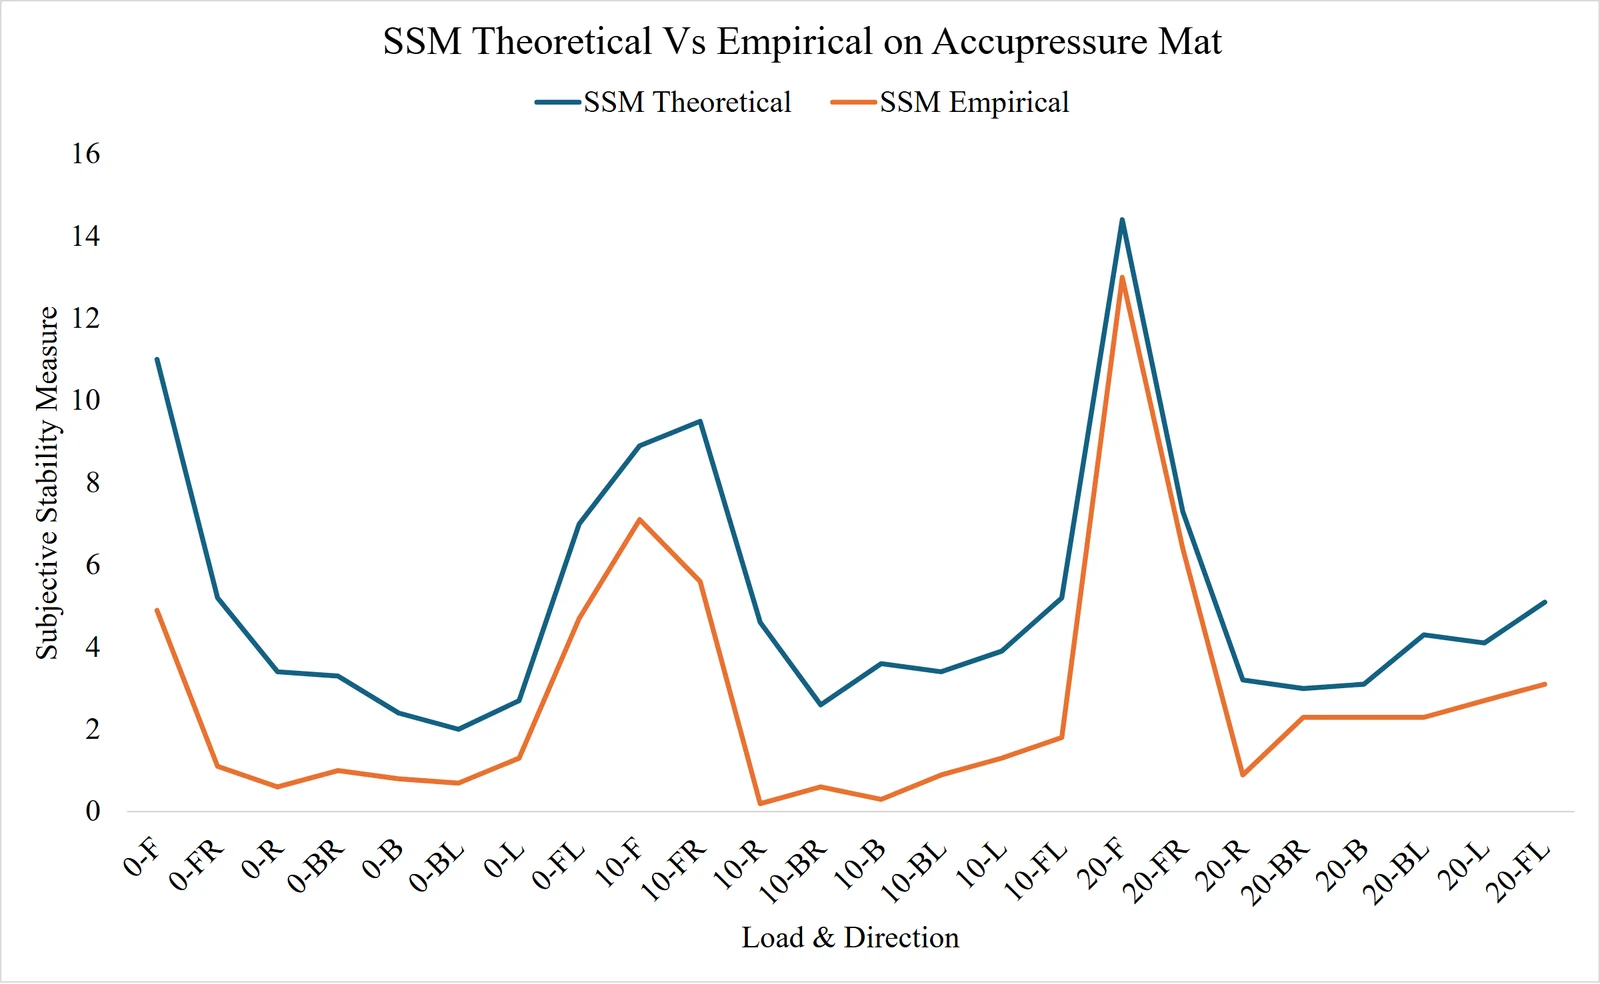 SSM Theoretical Vs Empirical on Accupressure Mat
SSM Theoretical
SSM Empirical
Subjective Stability Measure
16
14
12
10
8
6
4
2
0
0-F
0-FR
0-R
0-BR
0-B
0-BL
0-L
0-FL
10-F
10-FR
10-R
10-BR
10-B
10-BL
10-L
10-FL
20-F
20-FR
20-R
20-BR
20-B
20-BL
20-L
20-FL
Load & Direction